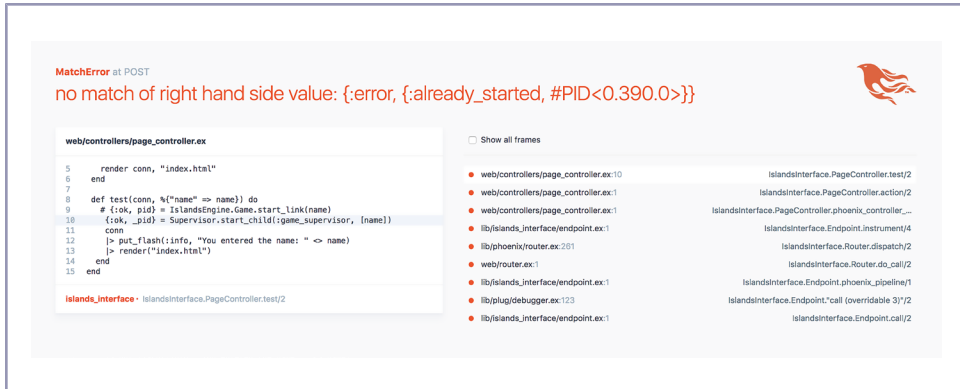 MatchError at POST
no match of right hand side value: {:error, {:already_started, #PID<0.390.0>}}
web/controllers/page_controller.ex
5 render conn, "index.html"
6 end
7
8 def test(conn, %{"name" => name}) do
9 # {:ok, _pid} = IslandsEngine.Game.start_link(name)
10 {:ok, _pid} = Supervisor.start_child(:game_supervisor, [name])
11 conn
12 |> put_flash(:info, "You entered the name: " <> name)
13 |> render("index.html")
14 end
15 end
islands_interface · IslandsInterface.PageController.test/2
Show all frames
web/controllers/page_controller.ex:10 IslandsInterface.PageController.test/2
web/controllers/page_controller.ex:1 IslandsInterface.PageController.action/2
web/controllers/page_controller.ex:1 IslandsInterface.PageController.phoenix_controller_...
lib/islands_interface/endpoint.ex:1 IslandsInterface.Endpoint.instrument/4
lib/phoenix/router.ex:261 IslandsInterface.Router.dispatch/2
web/router.ex:1 IslandsInterface.Router.do_call/2
lib/islands_interface/endpoint.ex:1 IslandsInterface.Endpoint.phoenix_pipeline/1
lib/plug/debugger.ex:123 IslandsInterface.Endpoint."call (overridable 3)"/2
lib/islands_interface/endpoint.ex:1 IslandsInterface.Endpoint.call/2